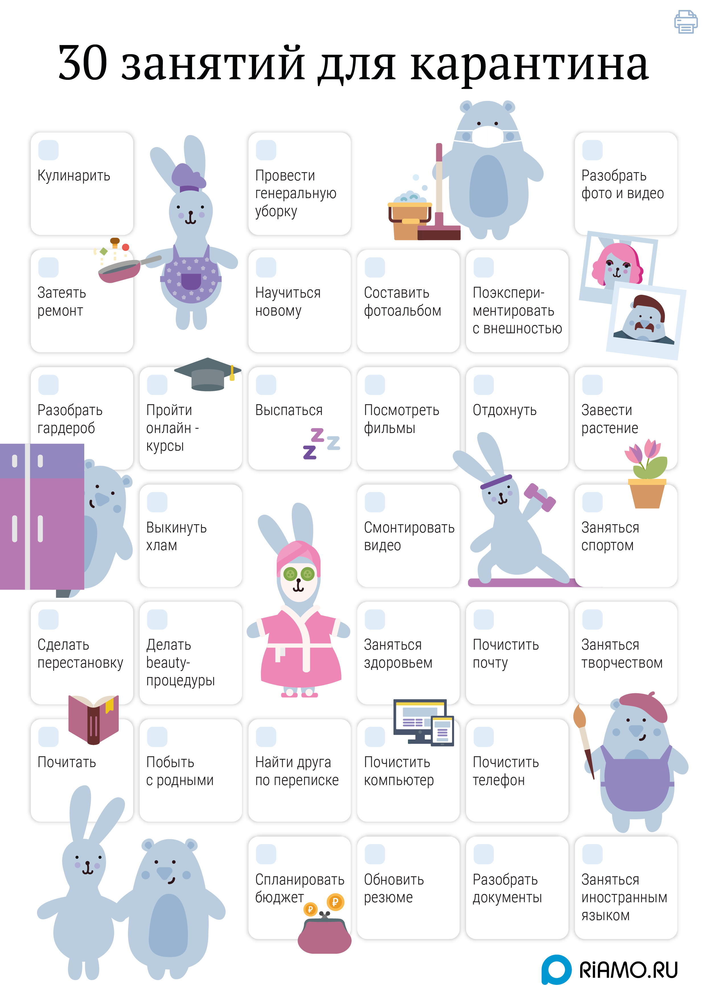 30 занятий для карантина
Кулинарить
Провести
генеральную
уборку
Разобрать
фото и видео
Затеять
ремонт
Научиться
новому
Составить
фотоальбом
Поэкспери-
ментировать
с внешностью
Разобрать
гардероб
Пройти
онлайн -
курсы
Выспаться
z z z
Посмотреть
фильмы
Отдохнуть
Завести
растение
Выкинуть
хлам
Смонтировать
видео
Заняться
спортом
Сделать
перестановку
Делать
beauty-
процедуры
Заняться
здоровьем
Почистить
почту
Заняться
творчеством
Почитать
Побыть
с родными
Найти друга
по переписке
Почистить
компьютер
Почистить
телефон
Спланировать
бюджет
₽ ₽
Обновить
резюме
Разобрать
документы
Заняться
иностранным
языком
RiAMO.RU